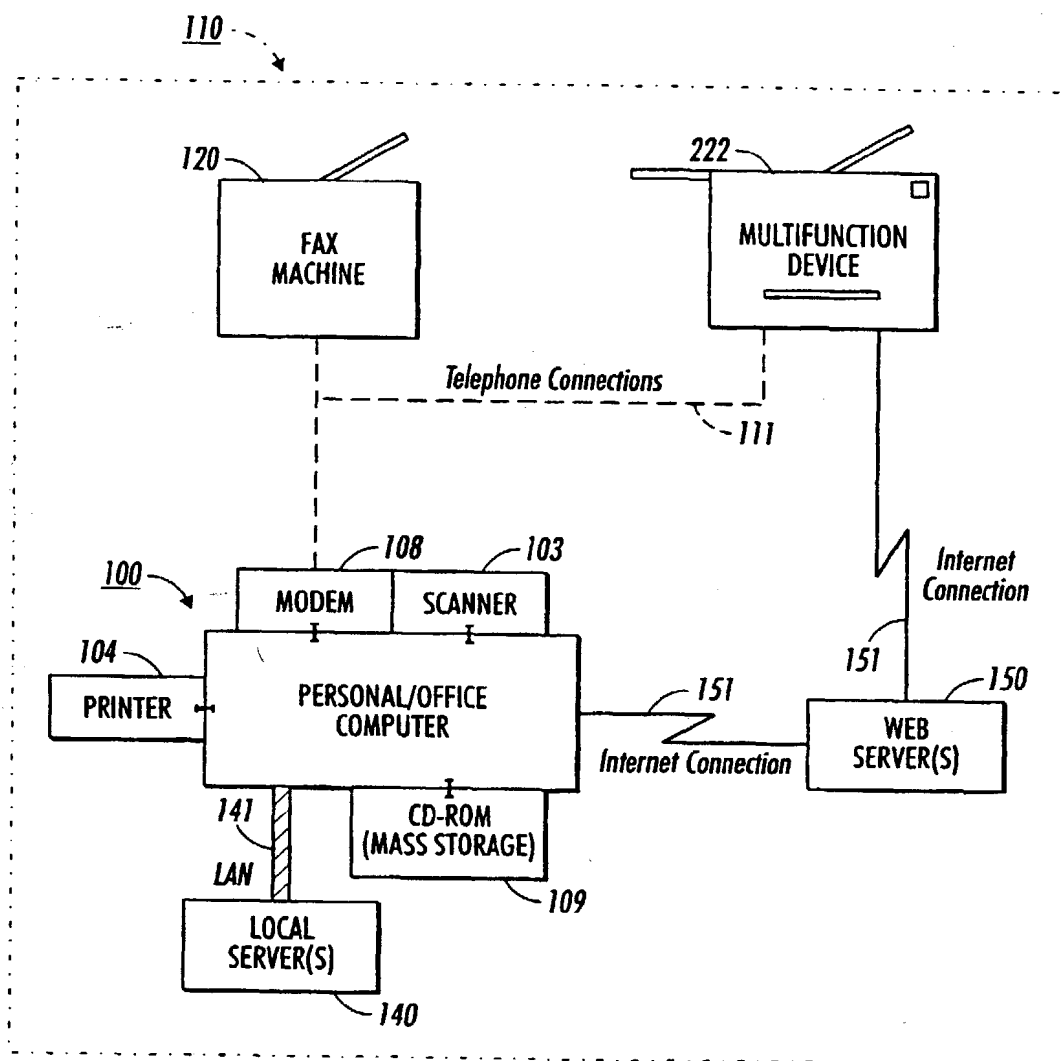 110
120
222
FAX
MACHINE
MULTIFUNCTION
DEVICE
Telephone Connections
111
Internet
Connection
151
108
103
100
MODEM
SCANNER
104
PRINTER
PERSONAL/OFFICE
COMPUTER
151
150
Internet Connection
WEB
SERVER(S)
141
LAN
CD-ROM
(MASS STORAGE)
109
LOCAL
SERVER(S)
140